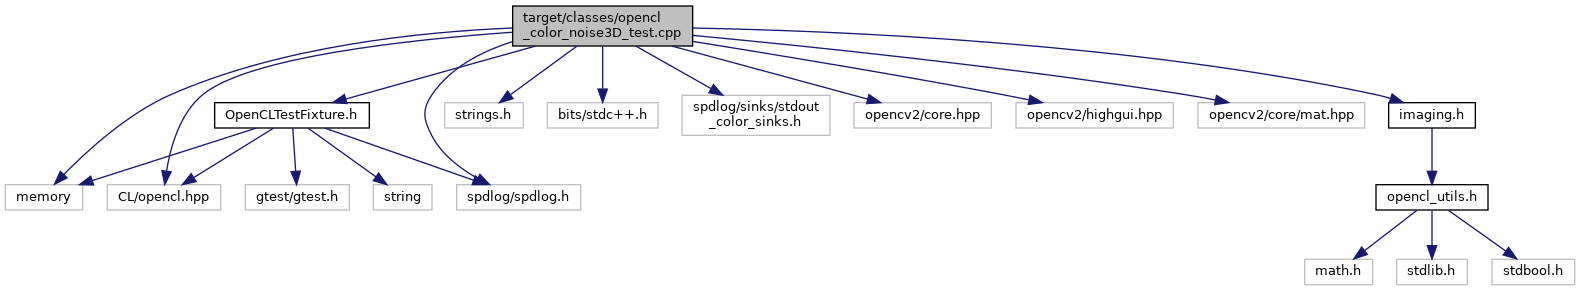 target/classes/opencl
_color_noise3D_test.cpp
OpenCLTestFixture.h
strings.h
bits/stdc++.h
spdlog/sinks/stdout
_color_sinks.h
opencv2/core.hpp
opencv2/highgui.hpp
opencv2/core/mat.hpp
imaging.h
memory
CL/opencl.hpp
gtest/gtest.h
string
spdlog/spdlog.h
opencl_utils.h
math.h
stdlib.h
stdbool.h